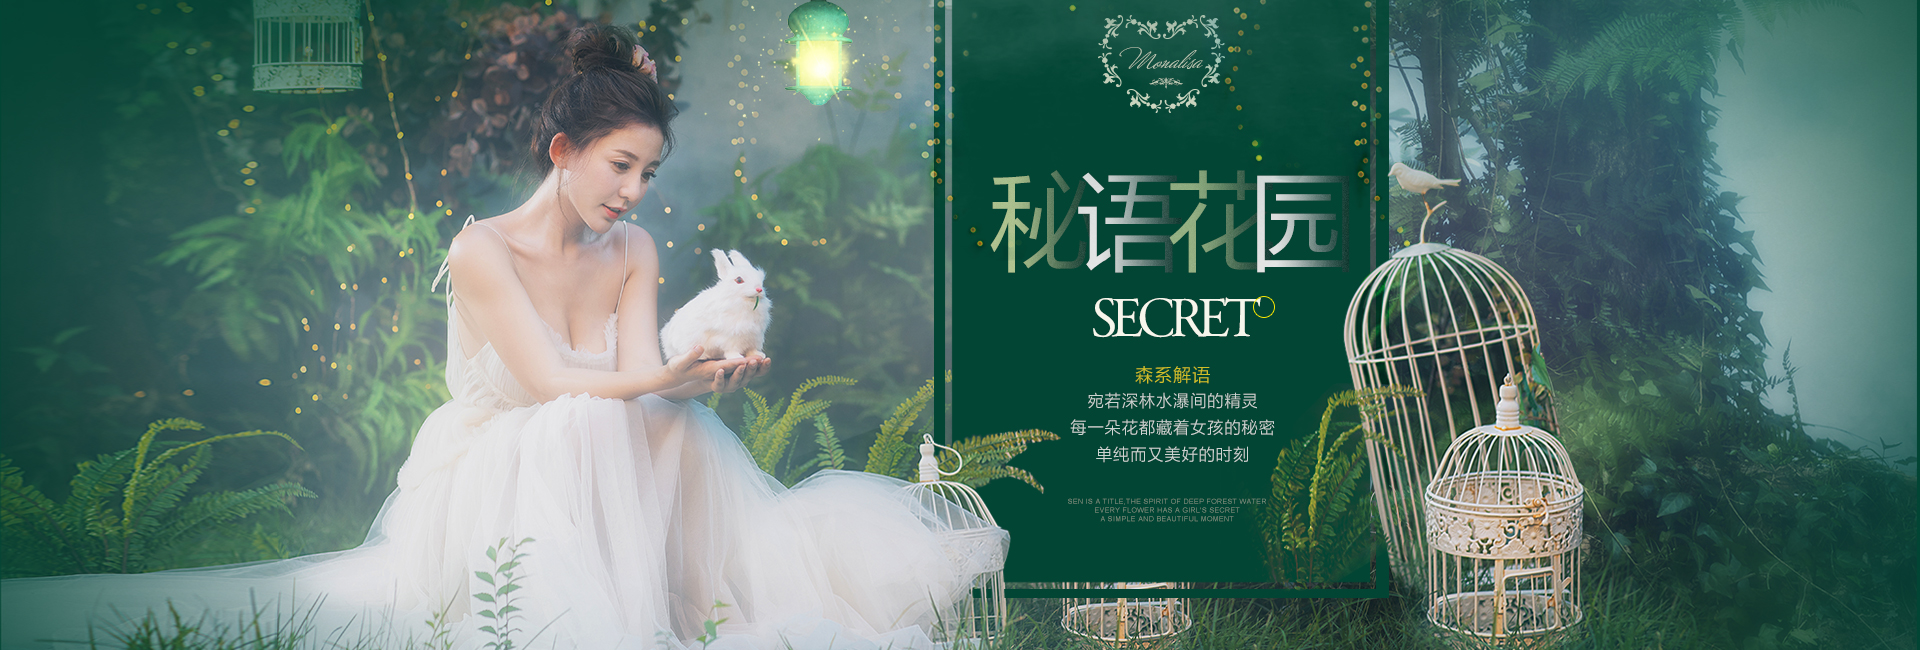 Monalisa
秘语花园
SECRET
森系解语
宛若深林水瀑间的精灵
每一朵花都藏着女孩的秘密
单纯而又美好的时刻
SEN IS A TITLE,THE SPIRIT OF DEEP FOREST WATER
EVERY FLOWER HAS A GIRL'S SECRET
A SIMPLE AND BEAUTIFUL MOMENT